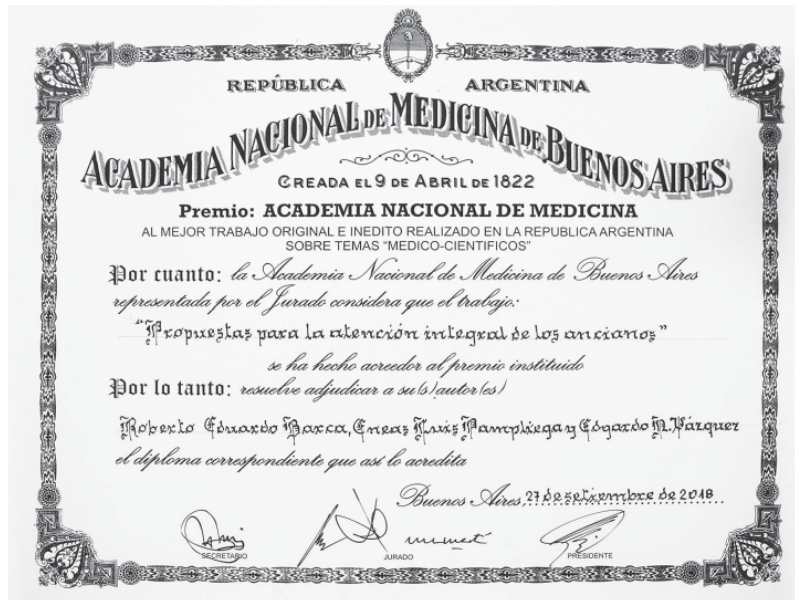 REPÚBLICA ARGENTINA
ACADEMIA NACIONAL DE MEDICINA DE BUENOS AIRES
CREADA EL 9 DE ABRIL DE 1822
Premio: ACADEMIA NACIONAL DE MEDICINA
AL MEJOR TRABAJO ORIGINAL E INEDITO REALIZADO EN LA REPUBLICA ARGENTINA
SOBRE TEMAS "MEDICO-CIENTIFICOS"
Por cuanto: la Academia Nacional de Medicina de Buenos Aires
representada por el Jurado considera que el trabajo:
"Propuestas para la atención integral de los ancianos"
se ha hecho acreedor al premio instituido
Por lo tanto: resuelve adjudicar a su(s) autor(es)
Roberto Eduardo Barca, Eneas Luis Pampliega y Edgardo N. Vázquez
el diploma correspondiente que así lo acredita
Buenos Aires, 27 de setiembre de 2018.
SECRETARIO JURADO PRESIDENTE